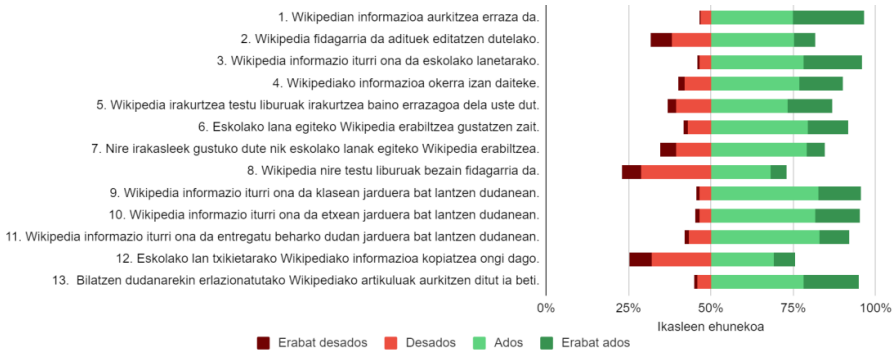 1. Wikipedian informazioa aurkitzea erraza da.
2. Wikipedia fidagarria da adituek editatzen dutelako.
3. Wikipedia informazio iturri ona da eskolako lanetarako.
4. Wikipediako informazioa okerra izan daiteke.
5. Wikipedia irakurtzea testu liburuak irakurtzea baino errazagoa dela uste dut.
6. Eskolako lana egiteko Wikipedia erabiltzea gustatzen zait.
7. Nire irakasleek gustuko dute nik eskolako lanak egiteko Wikipedia erabiltzea.
8. Wikipedia nire testu liburuak bezain fidagarria da.
9. Wikipedia informazio iturri ona da klasean jarduera bat lantzen dudanean.
10. Wikipedia informazio iturri ona da etxean jarduera bat lantzen dudanean.
11. Wikipedia informazio iturri ona da entregatu beharko dudan jarduera bat lantzen dudanean.
12. Eskolako lan txikietarako Wikipediako informazioa kopiatzea ongi dago.
13. Bilatzen dudanarekin erlazionatutako Wikipediako artikuluak aurkitzen ditut ia beti.
0% 25% 50% 75% 100%
Ikasleen ehunekoa
Erabat desados Desados Ados Erabat ados